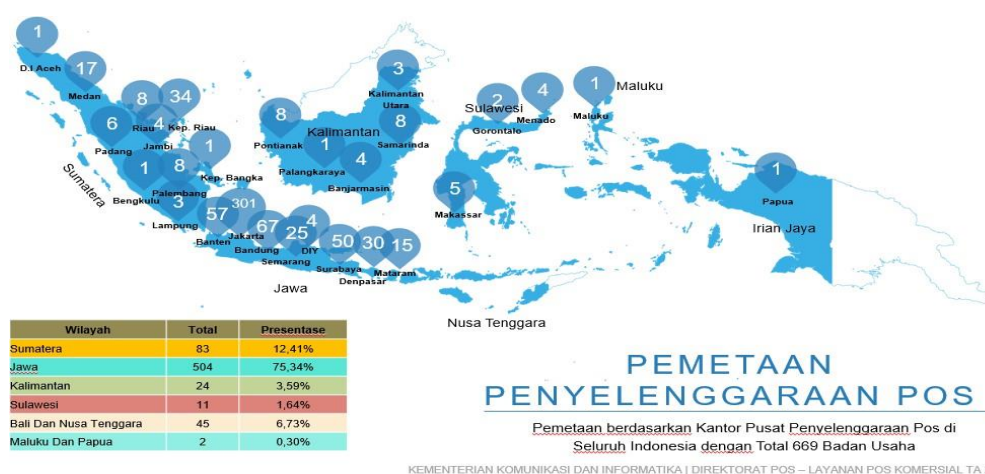 1
D.I Aceh
17
Medan
8
Riau
34
Kep. Riau
6
Padang
4
Jambi
1
Kep. Bangka
1
Bengkulu
8
Palembang
3
Lampung
Sumatera
57
Banten
301
Jakarta
67
Bandung
25
Semarang
4
DIY
50
Surabaya
30
Denpasar
15
Mataram
Jawa
8
Pontianak
Kalimantan
1
Palangkaraya
4
Banjarmasin
3
Kalimantan
Utara
8
Samarinda
5
Makassar
2
Sulawesi
Gorontalo
4
Menado
1
Maluku
Maluku
1
Papua
Irian Jaya
Nusa Tenggara
Wilayah Total Presentase
Sumatera 83 12,41%
Jawa 504 75,34%
Kalimantan 24 3,59%
Sulawesi 11 1,64%
Bali Dan Nusa Tenggara 45 6,73%
Maluku Dan Papua 2 0,30%
PEMETAAN
PENYELENGGARAAN POS
Pemetaan berdasarkan Kantor Pusat Penyelenggaraan Pos di
Seluruh Indonesia dengan Total 669 Badan Usaha
KEMENTERIAN KOMUNIKASI DAN INFORMATIKA | DIREKTORAT POS – LAYANAN POS KOMERSIAL TA